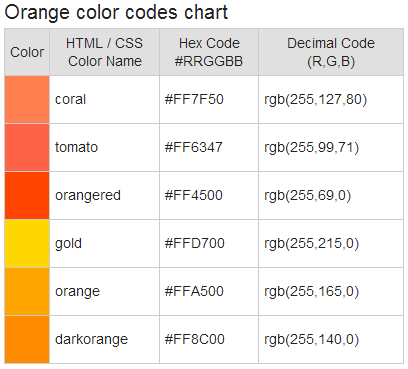 Orange color codes chart
Color HTML / CSS Color Name Hex Code #RRGGBB Decimal Code (R,G,B)
coral #FF7F50 rgb(255,127,80)
tomato #FF6347 rgb(255,99,71)
orangered #FF4500 rgb(255,69,0)
gold #FFD700 rgb(255,215,0)
orange #FFA500 rgb(255,165,0)
darkorange #FF8C00 rgb(255,140,0)